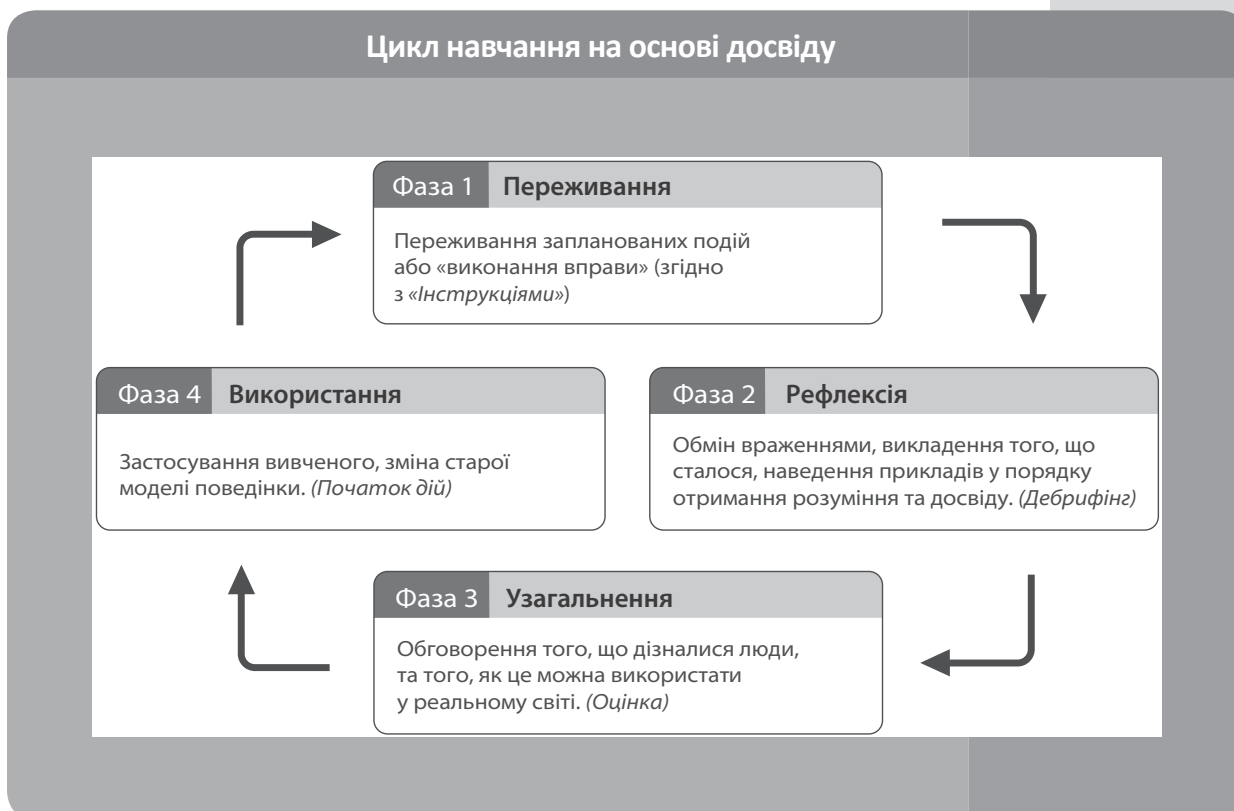 Цикл навчання на основі досвіду
Фаза 1 Переживання
Переживання запланованих подій
або «виконання вправи» (згідно
з «Інструкціями»)
Фаза 4 Використання
Застосування вивченого, зміна старої
моделі поведінки. (Початок дій)
Фаза 2 Рефлексія
Обмін враженнями, викладення того, що
сталося, наведення прикладів у порядку
отримання розуміння та досвіду. (Дебрифінг)
Фаза 3 Узагальнення
Обговорення того, що дізналися люди,
та того, як це можна використати
у реальному світі. (Оцінка)